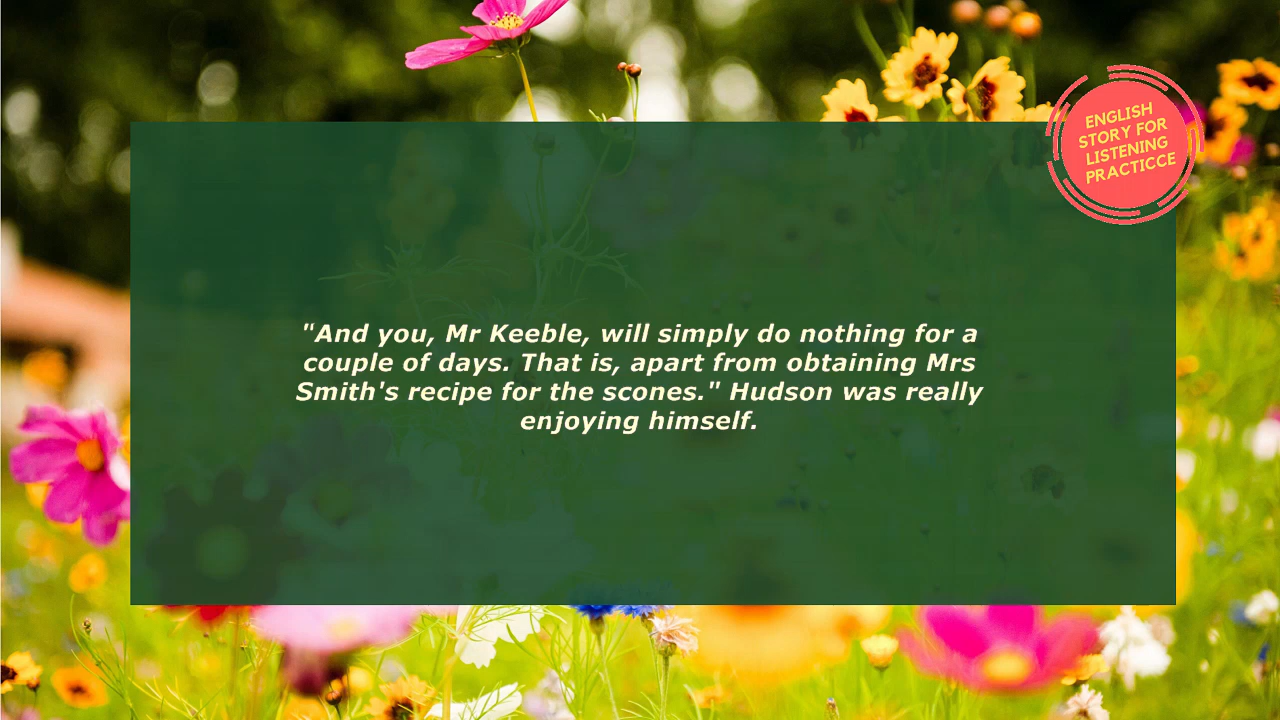 ENGLISH
STORY FOR
LISTENING
PRACTICCE
"And you, Mr Keeble, will simply do nothing for a
couple of days. That is, apart from obtaining Mrs
Smith's recipe for the scones." Hudson was really
enjoying himself.